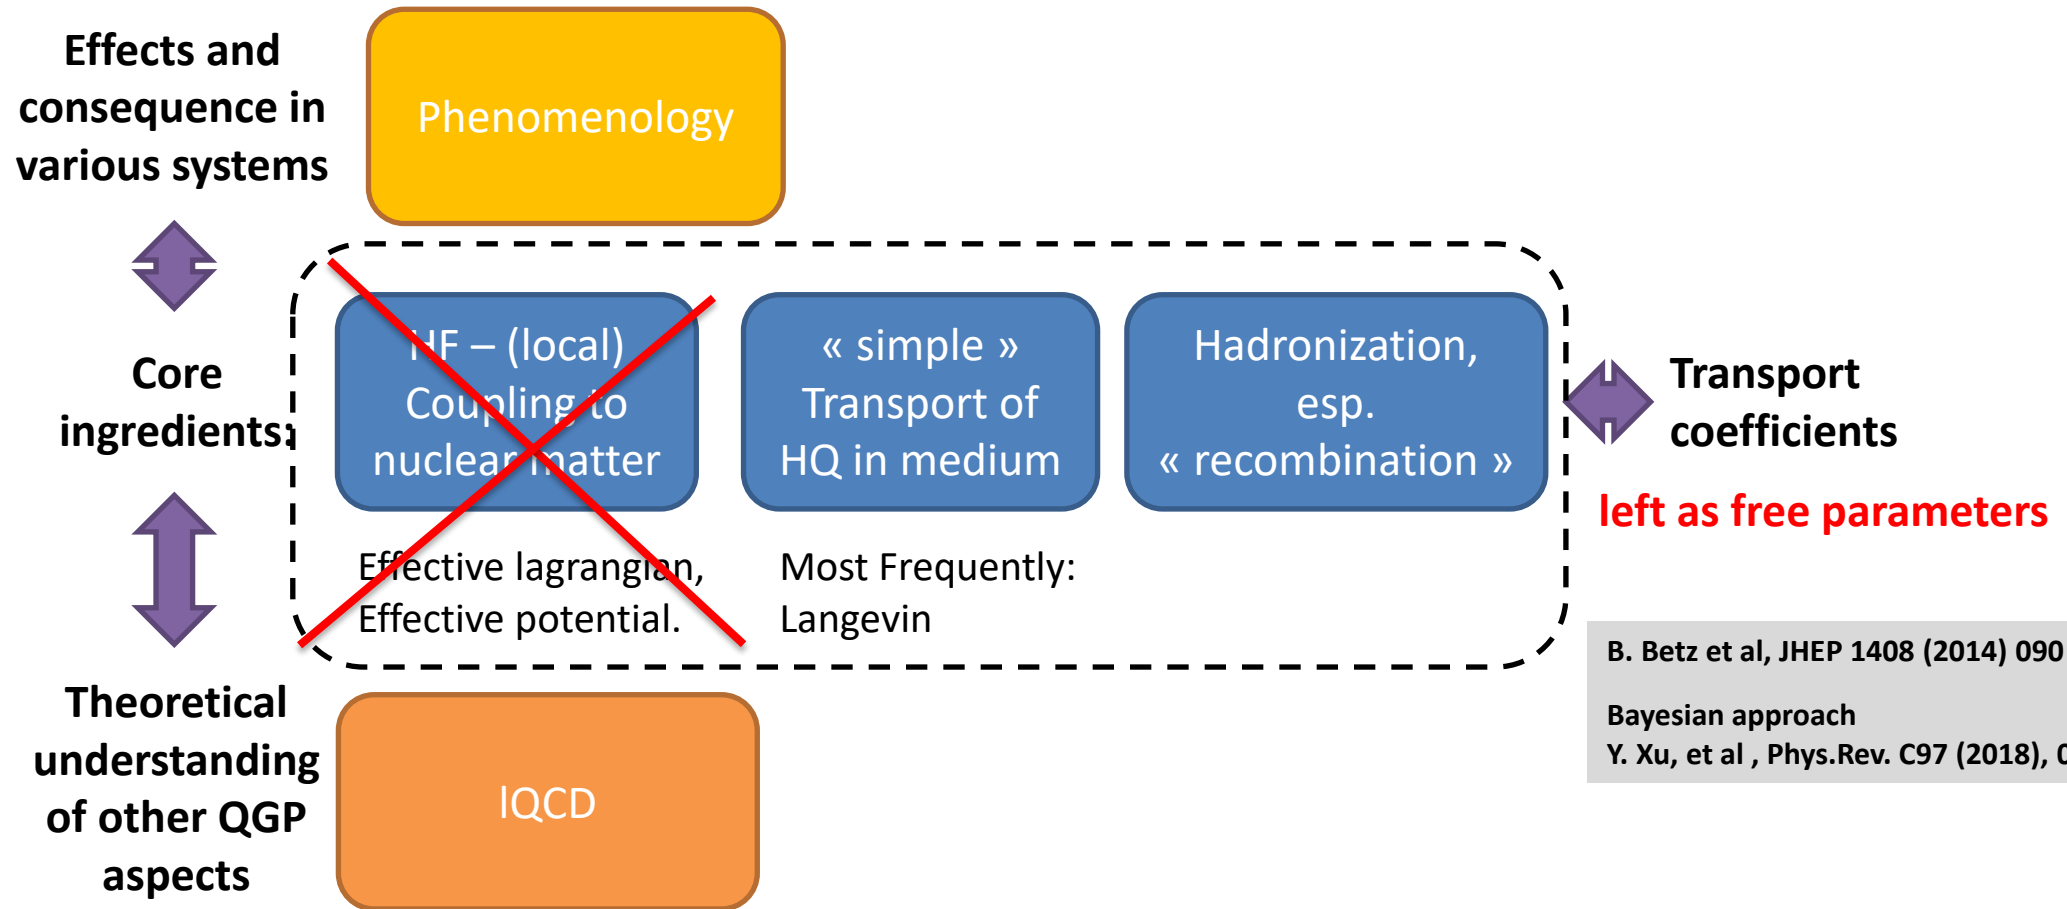 Effects and
consequence in
various systems
Phenomenology
Core
ingredients:
HF – (local)
Coupling to
nuclear matter
« simple »
Transport of
HQ in medium
Hadronization,
esp.
« recombination »
Transport
coefficients
left as free parameters
Effective lagrangian,
Effective potential.
Most Frequently:
Langevin
B. Betz et al, JHEP 1408 (2014) 090
Bayesian approach
Y. Xu, et al , Phys.Rev. C97 (2018), 0
Theoretical
understanding
of other QGP
aspects
lQCD